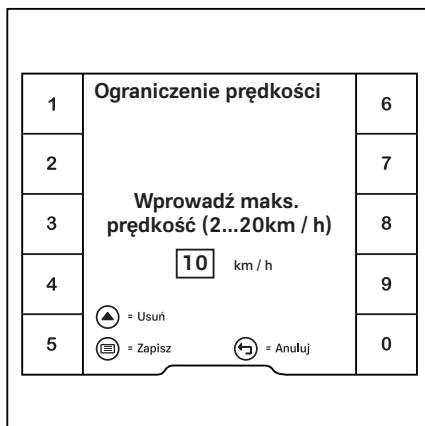 Ograniczenie prędkości
1
2
3
4
5
Wprowadź maks.
prędkość (2...20km / h)
10 km / h
= Usuń
= Zapisz
= Anuluj
6
7
8
9
0